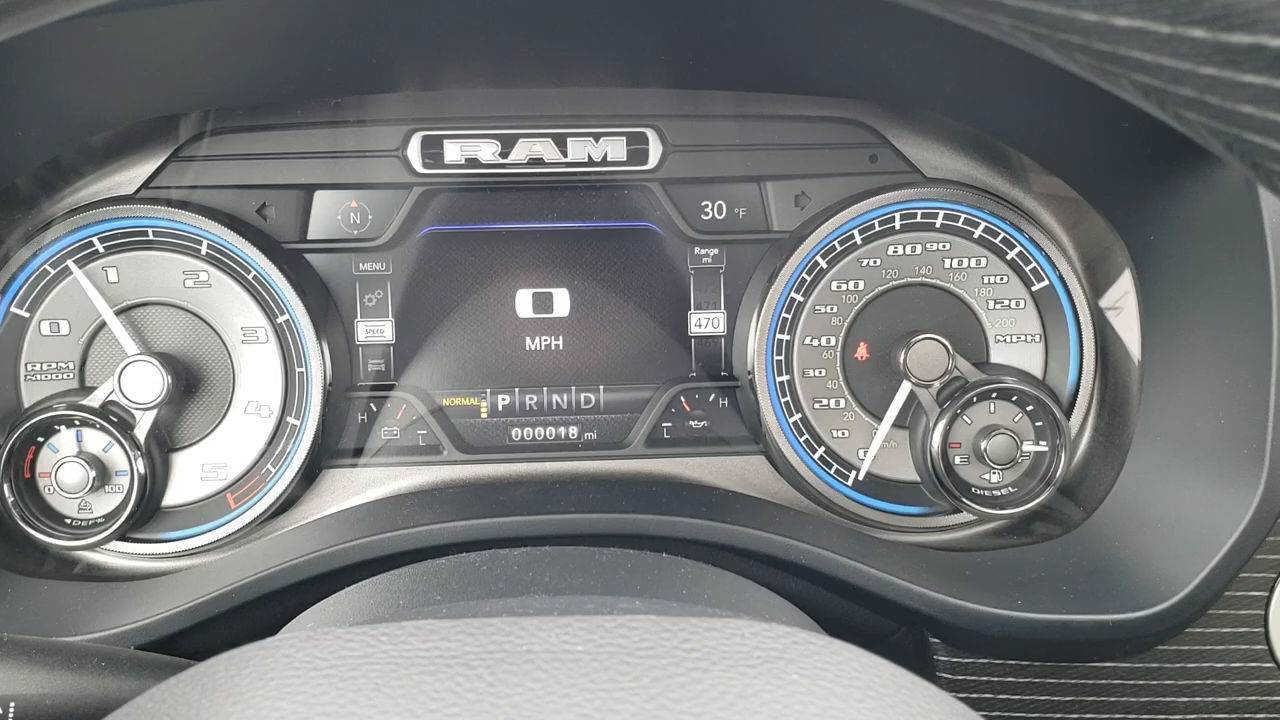 RAM
N
30 °F
MENU
SPEED
Range
mi
471
470
0
MPH
NORMAL
P R N D
000018 mi
H
L
L
H
0
1
2
3
4
5
RPM
X1000
0
100
DEF%
0
10
20
30
40
50
60
70
80
90
100
110
120
MPH
20
40
60
80
100
120
140
160
180
200
km/h
E
F
DIESEL